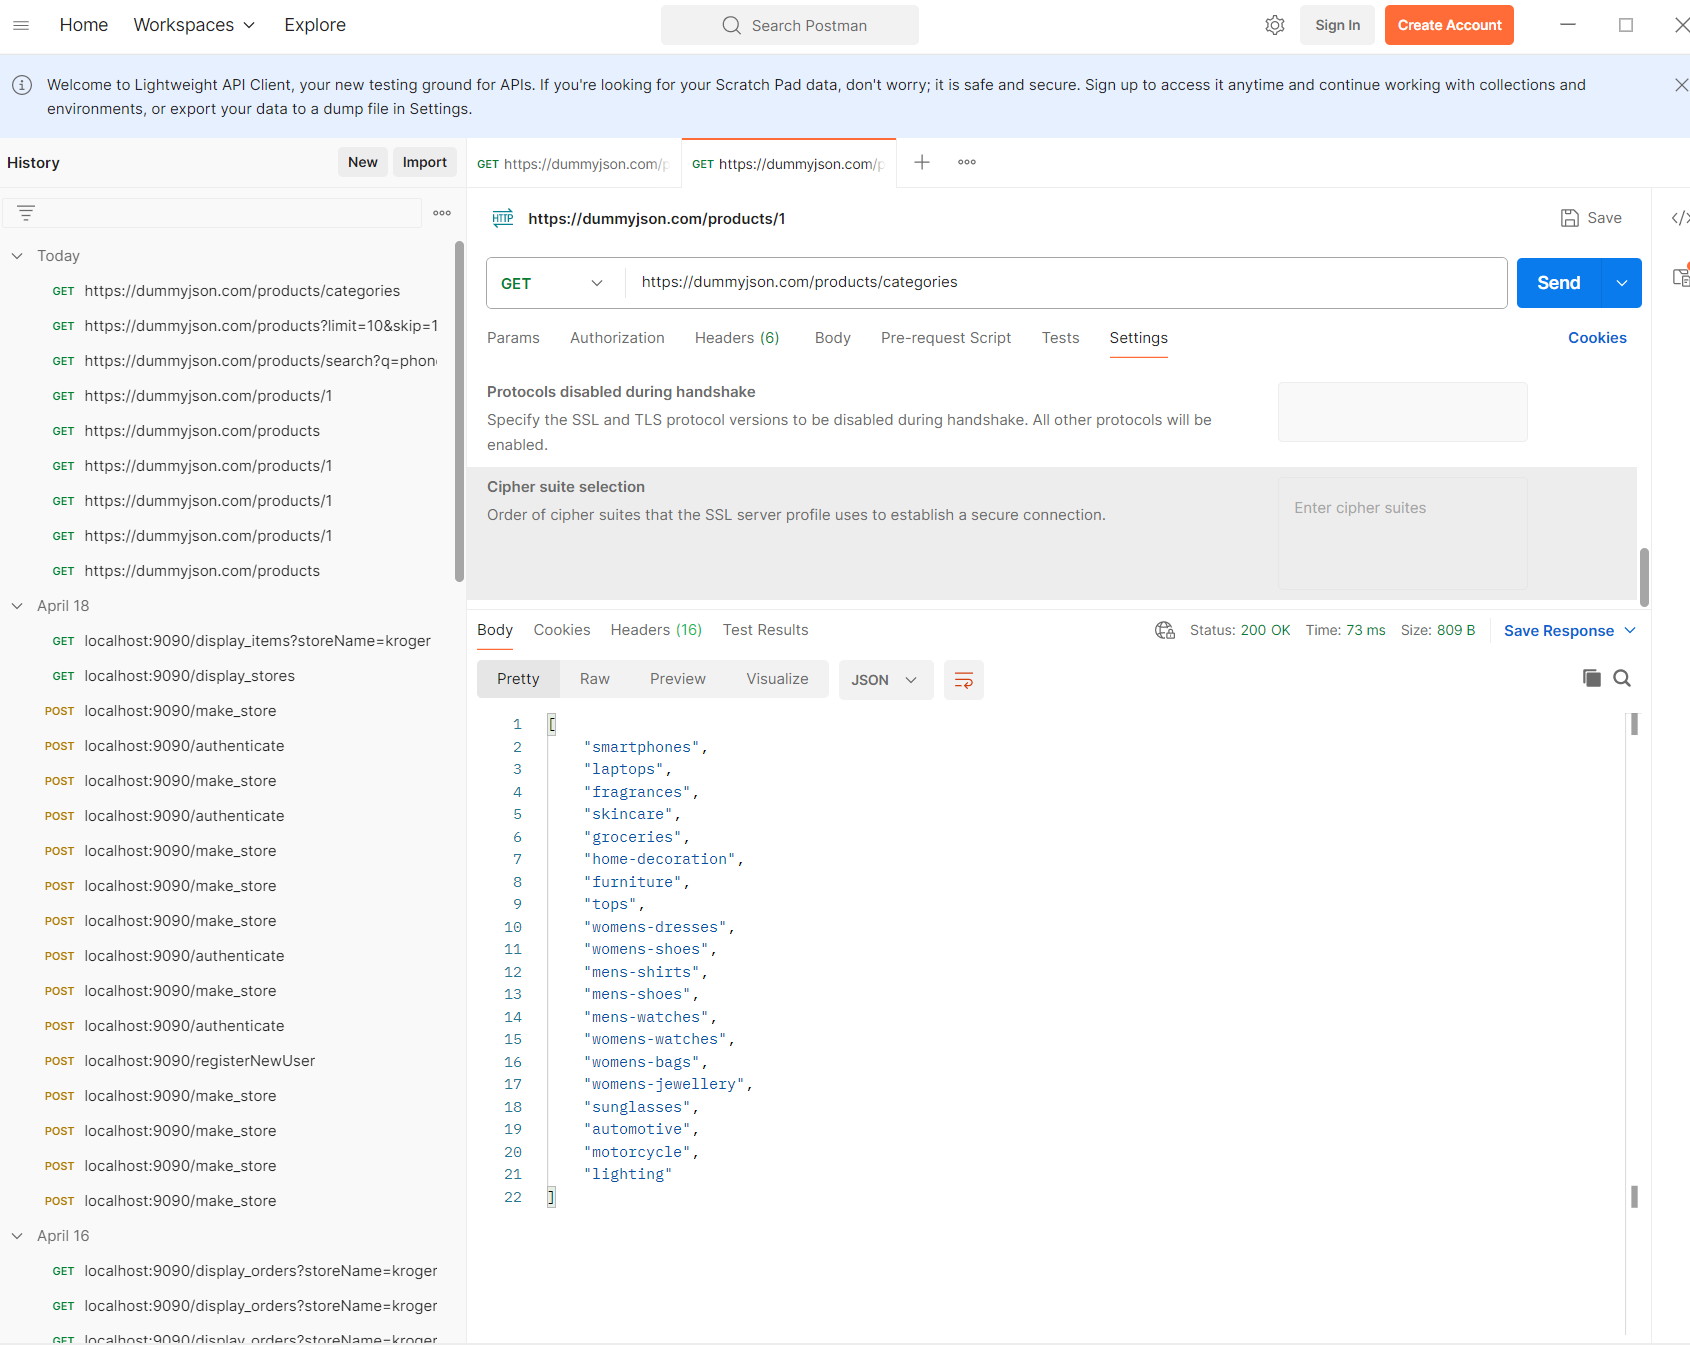 Home Workspaces Explore Search Postman Sign In Create Account
Welcome to Lightweight API Client, your new testing ground for APIs. If you're looking for your Scratch Pad data, don't worry; it is safe and secure. Sign up to access it anytime and continue working with collections and
environments, or export your data to a dump file in Settings.
History New Import
Today
GET https://dummyjson.com/products/categories
GET https://dummyjson.com/products?limit=10&skip=1
GET https://dummyjson.com/products/search?q=phon
GET https://dummyjson.com/products/1
GET https://dummyjson.com/products
GET https://dummyjson.com/products/1
GET https://dummyjson.com/products/1
GET https://dummyjson.com/products/1
GET https://dummyjson.com/products
April 18
GET localhost:9090/display_items?storeName=kroger
GET localhost:9090/display_stores
POST localhost:9090/make_store
POST localhost:9090/authenticate
POST localhost:9090/make_store
POST localhost:9090/authenticate
POST localhost:9090/make_store
POST localhost:9090/make_store
POST localhost:9090/make_store
POST localhost:9090/authenticate
POST localhost:9090/make_store
POST localhost:9090/authenticate
POST localhost:9090/registerNewUser
POST localhost:9090/make_store
POST localhost:9090/make_store
POST localhost:9090/make_store
POST localhost:9090/make_store
April 16
GET localhost:9090/display_orders?storeName=kroger
GET localhost:9090/display_orders?storeName=kroger
GET localhost:9090/display_orders?storeName=kroger
GET https://dummyjson.com/p GET https://dummyjson.com/p
HTTP https://dummyjson.com/products/1 Save
GET https://dummyjson.com/products/categories Send
Params Authorization Headers (6) Body Pre-request Script Tests Settings Cookies
Protocols disabled during handshake
Specify the SSL and TLS protocol versions to be disabled during handshake. All other protocols will be
enabled.
Cipher suite selection
Order of cipher suites that the SSL server profile uses to establish a secure connection. Enter cipher suites
Body Cookies Headers (16) Test Results Status: 200 OK Time: 73 ms Size: 809 B Save Response
Pretty Raw Preview Visualize JSON
1 [
2 "smartphones",
3 "laptops",
4 "fragrances",
5 "skincare",
6 "groceries",
7 "home-decoration",
8 "furniture",
9 "tops",
10 "womens-dresses",
11 "womens-shoes",
12 "mens-shirts",
13 "mens-shoes",
14 "mens-watches",
15 "womens-watches",
16 "womens-bags",
17 "womens-jewellery",
18 "sunglasses",
19 "automotive",
20 "motorcycle",
21 "lighting"
22 ]